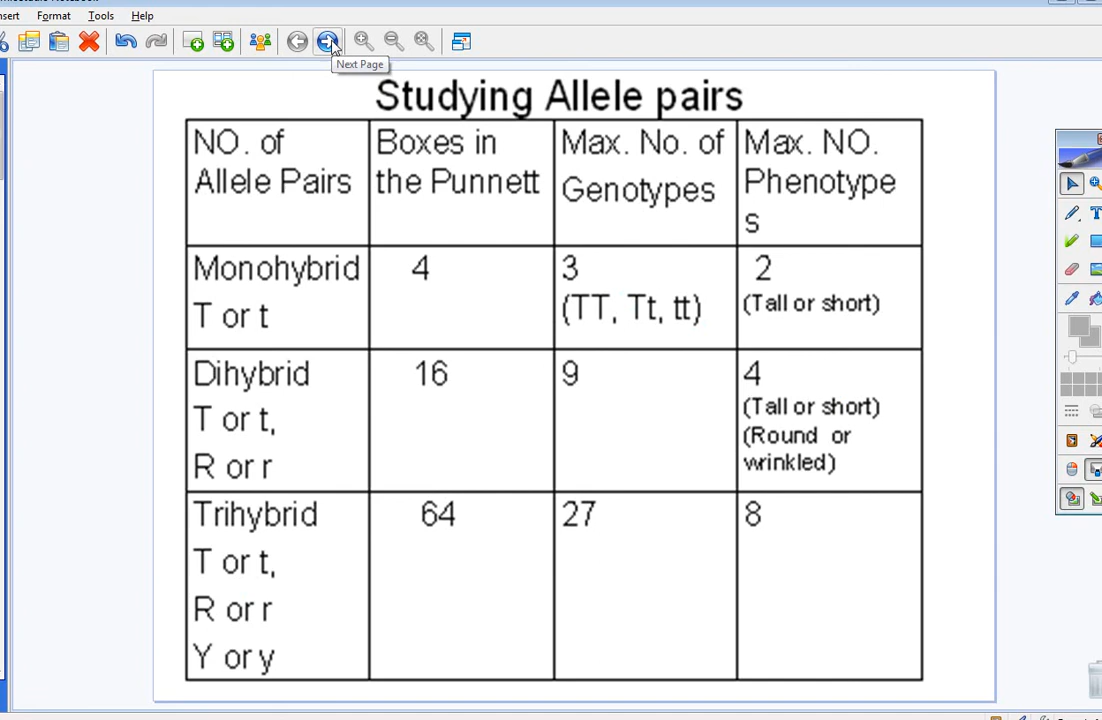 nsert Format Tools Help
Next Page
Studying Allele pairs
NO. of
Allele Pairs
Boxes in
the Punnett
Max. No. of
Genotypes
Max. NO.
Phenotype
s
Monohybrid
T or t
4
3
(TT, Tt, tt)
2
(Tall or short)
Dihybrid
T or t,
R or r
16
9
4
(Tall or short)
(Round or
wrinkled)
Trihybrid
T or t,
R or r
Y or y
64
27
8